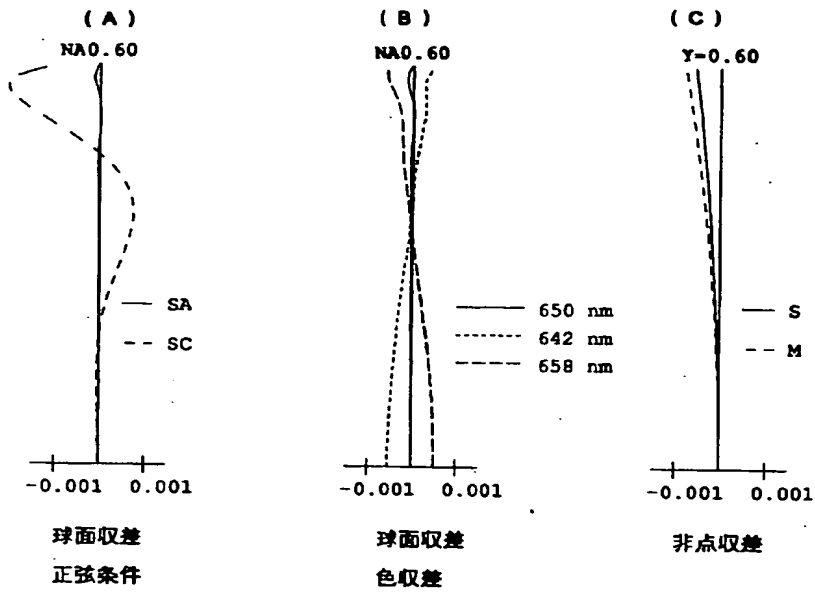 (A)
NA0.60
SA
SC
-0.001 0.001
球面収差
正弦条件
(B)
NA0.60
650 nm
642 nm
658 nm
-0.001 0.001
球面収差
色収差
(C)
Y=0.60
S
M
-0.001 0.001
非点収差